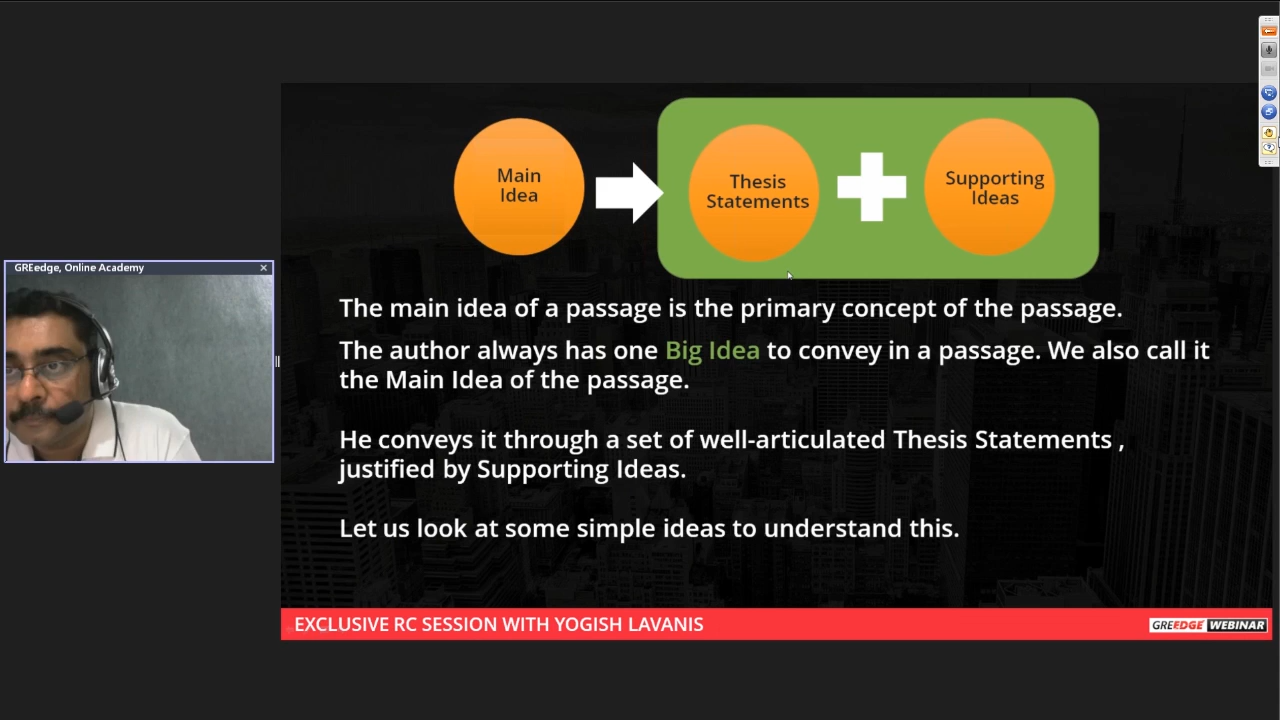 GREedge, Online Academy
Main
Idea
Thesis
Statements
Supporting
Ideas
The main idea of a passage is the primary concept of the passage.
The author always has one Big Idea to convey in a passage. We also call it
the Main Idea of the passage.
He conveys it through a set of well-articulated Thesis Statements ,
justified by Supporting Ideas.
Let us look at some simple ideas to understand this.
EXCLUSIVE RC SESSION WITH YOGISH LAVANIS
GREEDGE WEBINAR